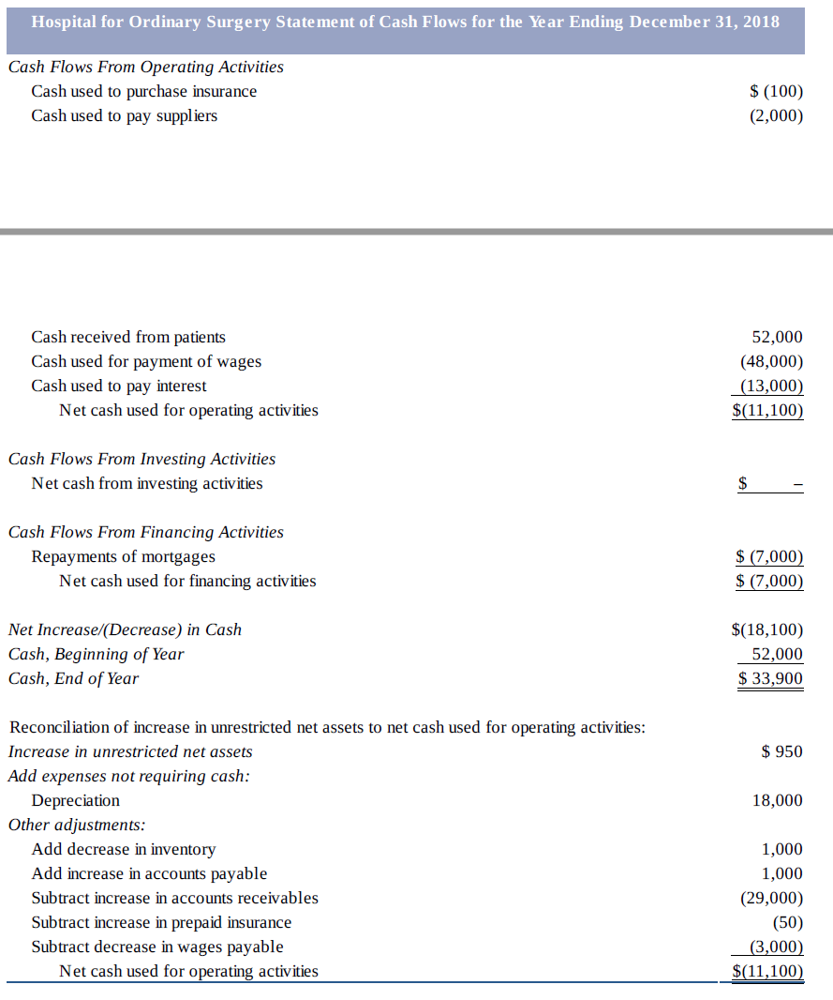 Hospital for Ordinary Surgery Statement of Cash Flows for the Year Ending December 31, 2018
Cash Flows From Operating Activities
Cash used to purchase insurance $ (100)
Cash used to pay suppliers (2,000)
Cash received from patients 52,000
Cash used for payment of wages (48,000)
Cash used to pay interest (13,000)
Net cash used for operating activities $(11,100)
Cash Flows From Investing Activities
Net cash from investing activities $ –
Cash Flows From Financing Activities
Repayments of mortgages $ (7,000)
Net cash used for financing activities $ (7,000)
Net Increase/(Decrease) in Cash $(18,100)
Cash, Beginning of Year 52,000
Cash, End of Year $ 33,900
Reconciliation of increase in unrestricted net assets to net cash used for operating activities:
Increase in unrestricted net assets $ 950
Add expenses not requiring cash:
Depreciation 18,000
Other adjustments:
Add decrease in inventory 1,000
Add increase in accounts payable 1,000
Subtract increase in accounts receivables (29,000)
Subtract increase in prepaid insurance (50)
Subtract decrease in wages payable (3,000)
Net cash used for operating activities $(11,100)